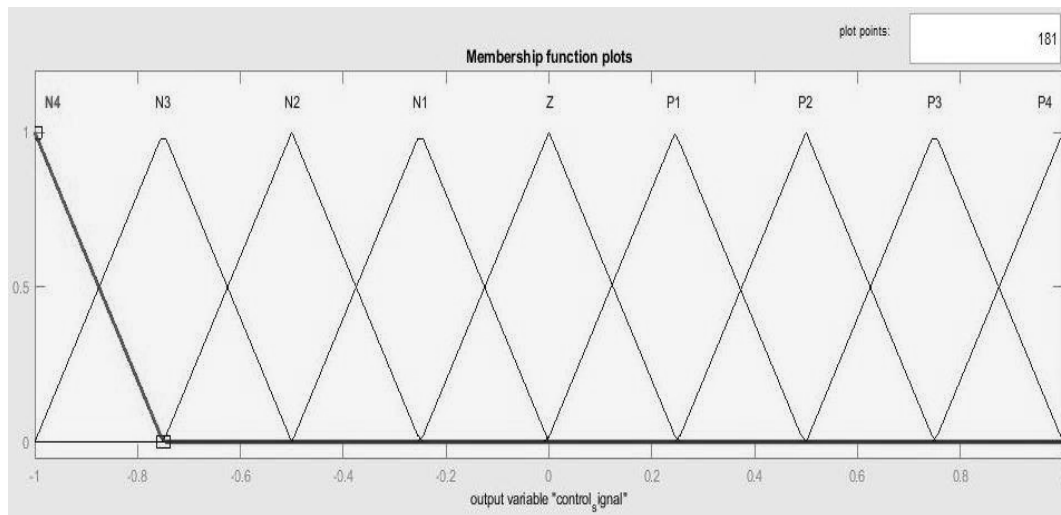 plot points: 181
Membership function plots
N4 N3 N2 N1 Z P1 P2 P3 P4
1
0.5
0
-1 -0.8 -0.6 -0.4 -0.2 0 0.2 0.4 0.6 0.8
output variable "control_signal"